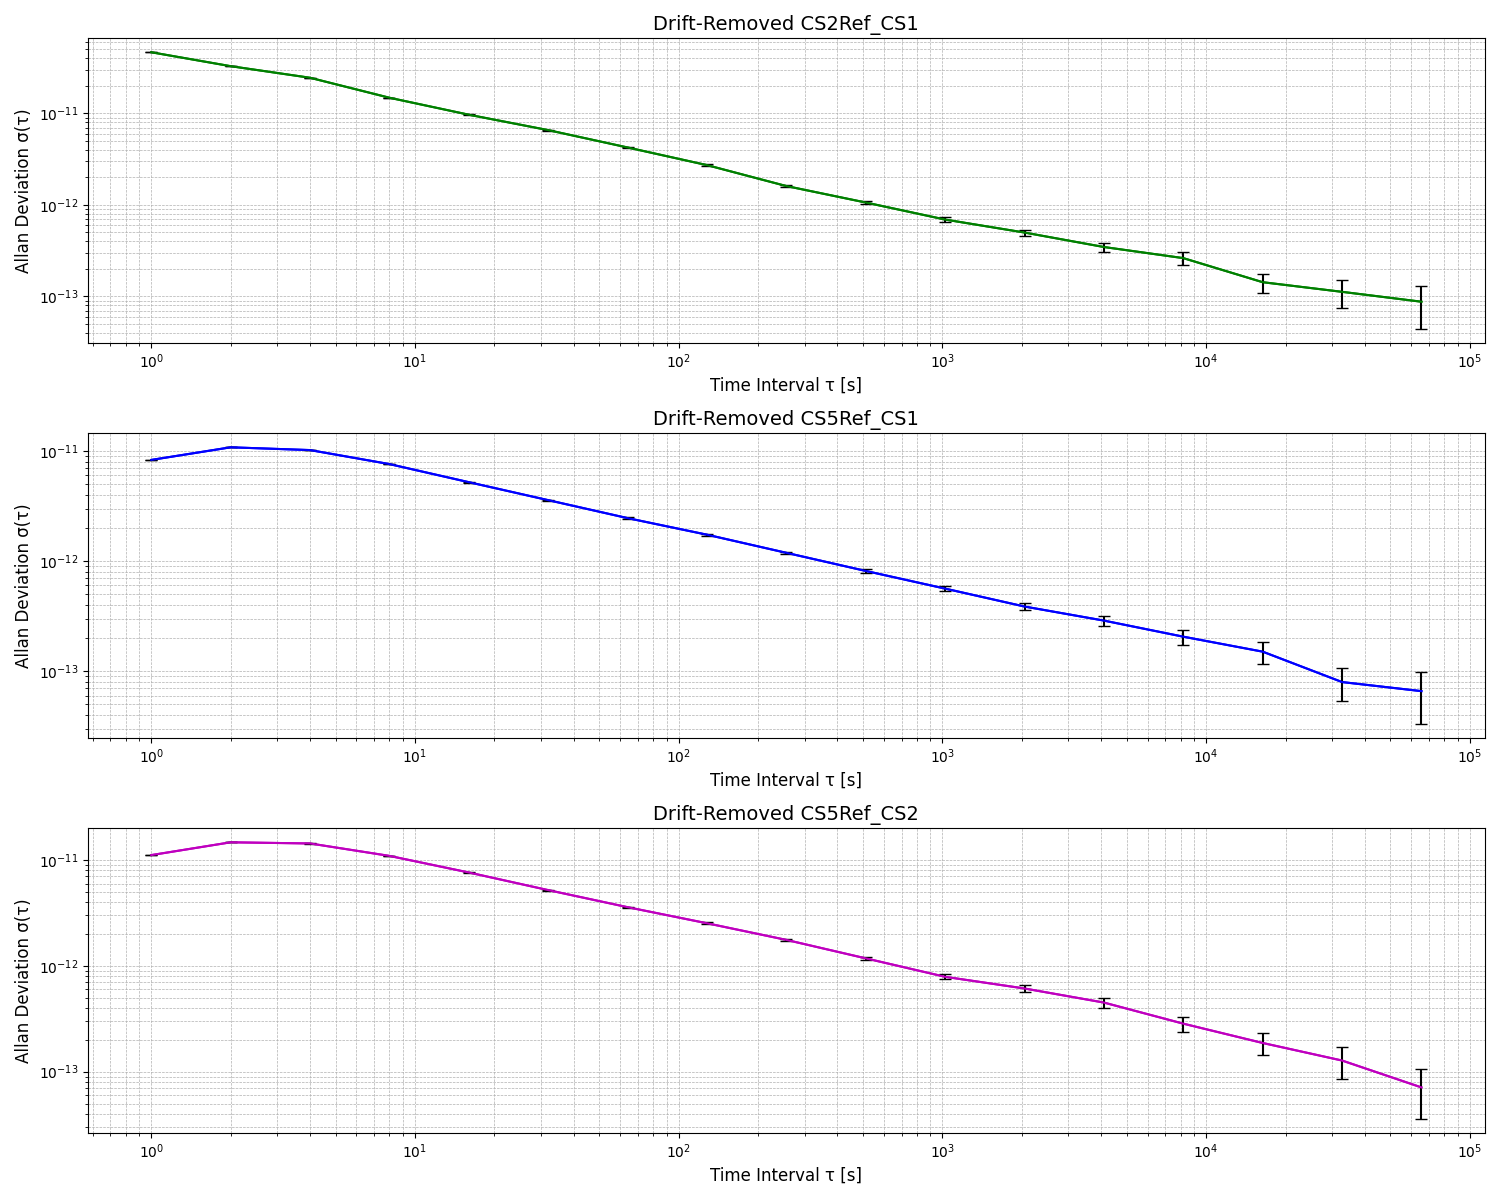 Drift-Removed CS2Ref_CS1
Allan Deviation σ(τ)
10⁻¹¹
10⁻¹²
10⁻¹³
10⁰ 10¹ 10² 10³ 10⁴ 10⁵
Time Interval τ [s]
Drift-Removed CS5Ref_CS1
Allan Deviation σ(τ)
10⁻¹¹
10⁻¹²
10⁻¹³
10⁰ 10¹ 10² 10³ 10⁴ 10⁵
Time Interval τ [s]
Drift-Removed CS5Ref_CS2
Allan Deviation σ(τ)
10⁻¹¹
10⁻¹²
10⁻¹³
10⁰ 10¹ 10² 10³ 10⁴ 10⁵
Time Interval τ [s]